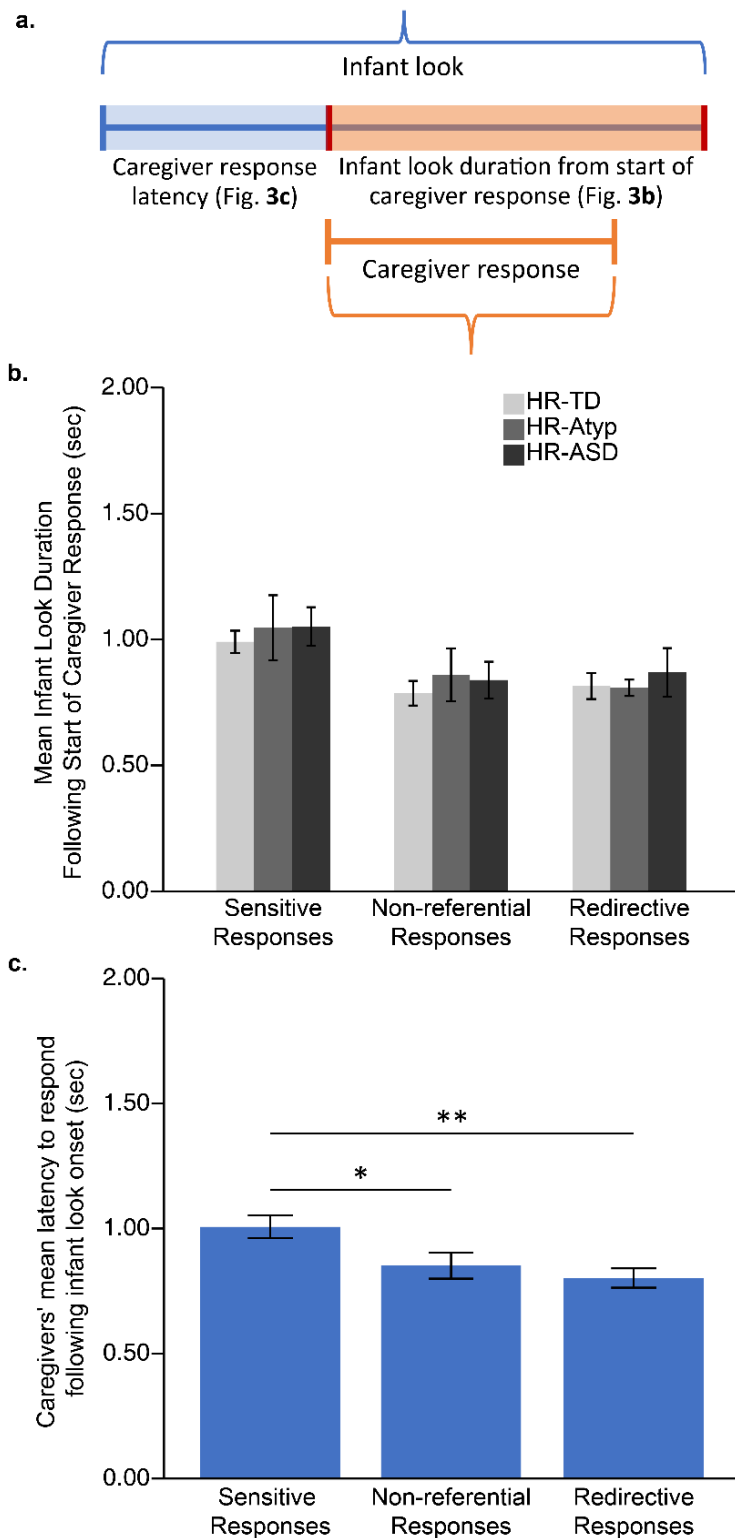 a.
Infant look
Caregiver response
latency (Fig. 3c)
Infant look duration from start of
caregiver response (Fig. 3b)
Caregiver response
b.
Mean Infant Look Duration
Following Start of Caregiver Response (sec)
2.00
1.50
1.00
0.50
0.00
HR-TD
HR-Atyp
HR-ASD
Sensitive
Responses
Non-referential
Responses
Redirective
Responses
c.
Caregivers' mean latency to respond
following infant look onset (sec)
2.00
1.50
1.00
0.50
0.00
**
*
Sensitive
Responses
Non-referential
Responses
Redirective
Responses